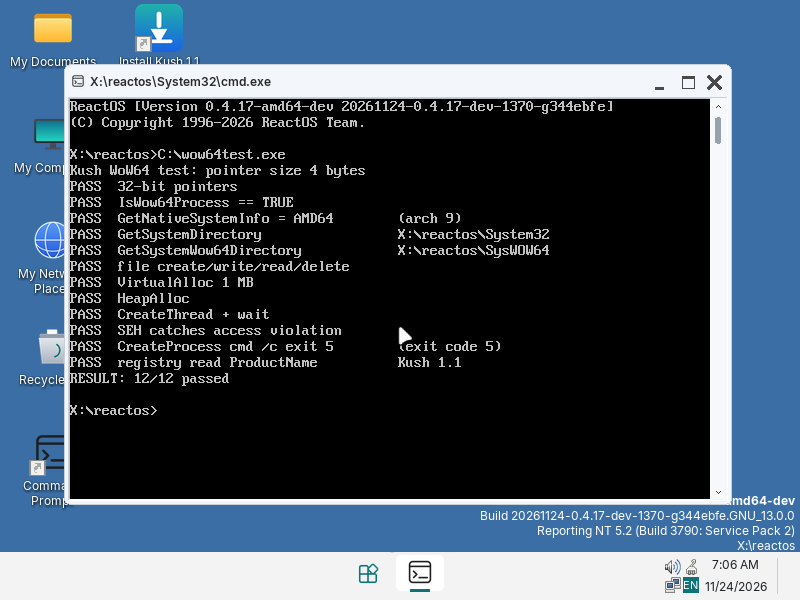 My Documents
Install Kush 1.1
X:\reactos\System32\cmd.exe
ReactOS [Version 0.4.17-amd64-dev 20261124-0.4.17-dev-1370-g344ebfe]
(C) Copyright 1996-2026 ReactOS Team.
X:\reactos>C:\wow64test.exe
Kush WoW64 test: pointer size 4 bytes
PASS  32-bit pointers
PASS  IsWow64Process == TRUE
PASS  GetNativeSystemInfo = AMD64        (arch 9)
PASS  GetSystemDirectory                 X:\reactos\System32
PASS  GetSystemWow64Directory            X:\reactos\SysWOW64
PASS  file create/write/read/delete
PASS  VirtualAlloc 1 MB
PASS  HeapAlloc
PASS  CreateThread + wait
PASS  SEH catches access violation
PASS  CreateProcess cmd /c exit 5        (exit code 5)
PASS  registry read ProductName          Kush 1.1
RESULT: 12/12 passed
X:\reactos>
My Comp
My Netw
Place
Recycle
Comma
Promp
amd64-dev
Build 20261124-0.4.17-dev-1370-g344ebfe.GNU_13.0.0
Reporting NT 5.2 (Build 3790: Service Pack 2)
X:\reactos
7:06 AM
EN
11/24/2026